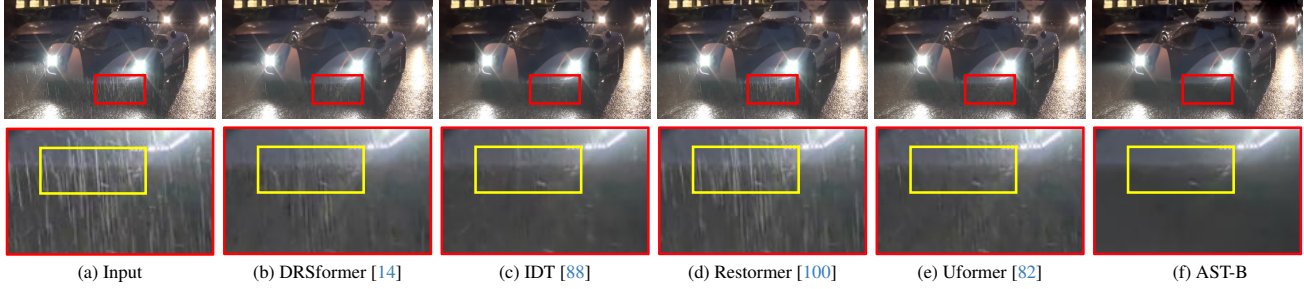 (a) Input (b) DRSformer [14] (c) IDT [88] (d) Restormer [100] (e) Uformer [82] (f) AST-B